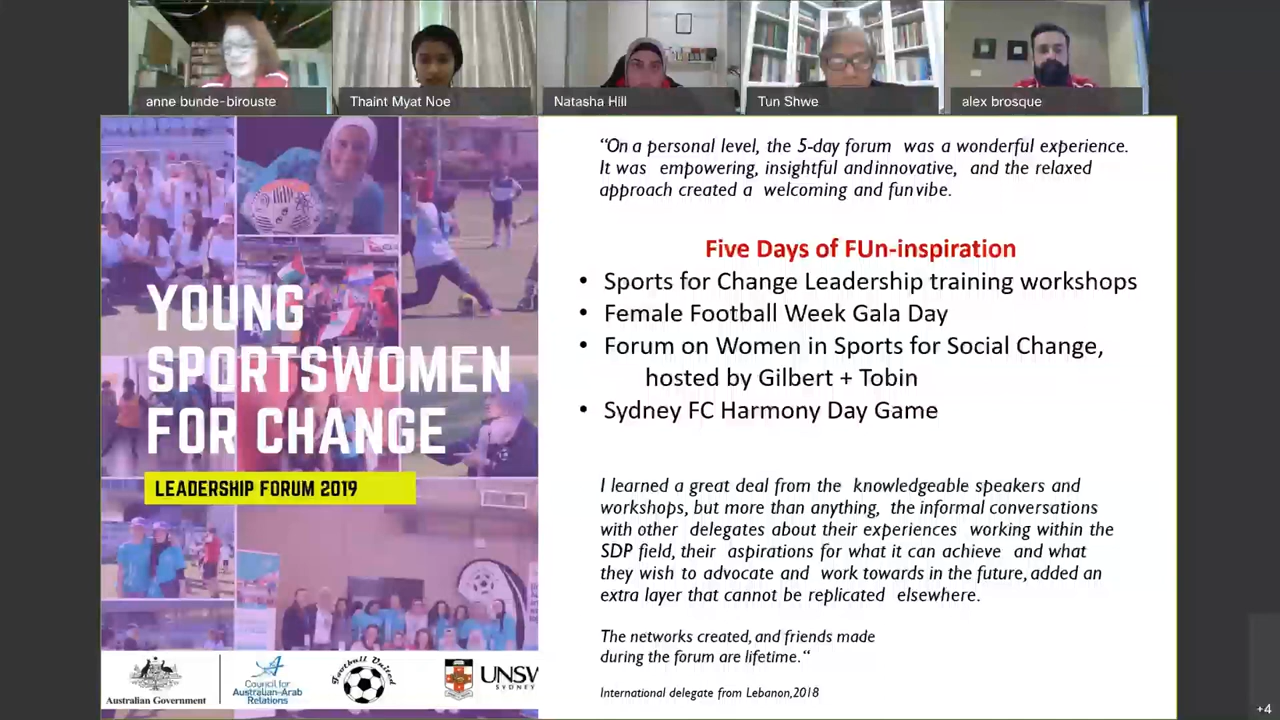 anne bunde-birouste
Thaint Myat Noe
Natasha Hill
Tun Shwe
alex brosque
YOUNG
SPORTSWOMEN
FOR CHANGE
LEADERSHIP FORUM 2019
Australian Government
Council for
Australian-Arab
Relations
Football United
UNSW
SYDNEY
“On a personal level, the 5-day forum was a wonderful experience.
It was empowering, insightful andinnovative, and the relaxed
approach created a welcoming and funvibe.
Five Days of FUn-inspiration
• Sports for Change Leadership training workshops
• Female Football Week Gala Day
• Forum on Women in Sports for Social Change,
hosted by Gilbert + Tobin
• Sydney FC Harmony Day Game
I learned a great deal from the knowledgeable speakers and
workshops, but more than anything, the informal conversations
with other delegates about their experiences working within the
SDP field, their aspirations for what it can achieve and what
they wish to advocate and work towards in the future, added an
extra layer that cannot be replicated elsewhere.
The networks created, and friends made
during the forum are lifetime.“
International delegate from Lebanon,2018
+4